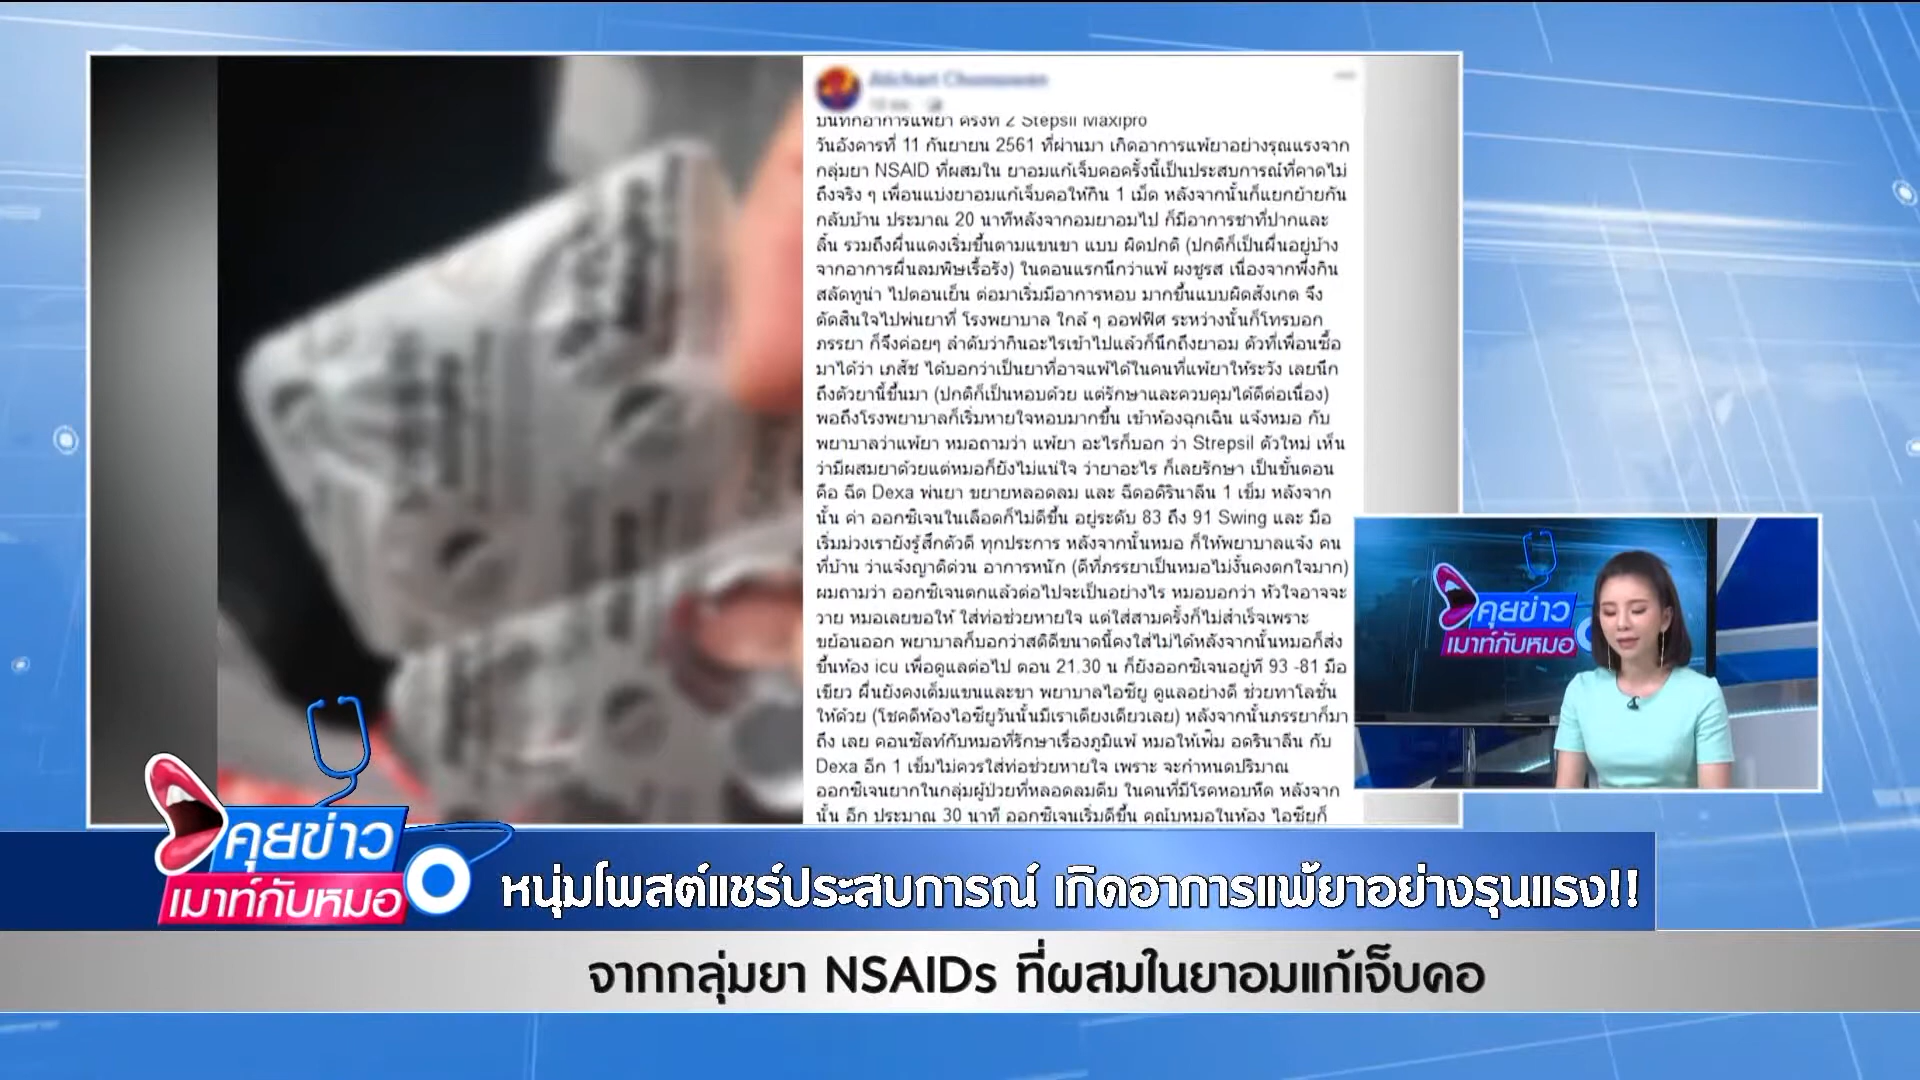 บันทึกอาการแพ้ยา ครั้งที่ 2 Stepsil Maxipro
วันอังคารที่ 11 กันยายน 2561 ที่ผ่านมา เกิดอาการแพ้ยาอย่างรุณแรงจาก
กลุ่มยา NSAID ที่ผสมใน ยาอมแก้เจ็บคอครั้งนี้เป็นประสบการณ์ที่คาดไม่
ถึงจริง ๆ เพื่อนแบ่งยาอมแก้เจ็บคอให้กิน 1 เม็ด หลังจากนั้นก็แยกย้ายกัน
กลับบ้าน ประมาณ 20 นาทีหลังจากอมยาอมไป ก็มีอาการชาที่ปากและ
ลิ้น รวมถึงผื่นแดงเริ่มขึ้นตามแขนขา แบบ ผิดปกติ (ปกติก็เป็นผื่นอยู่บ้าง
จากอาการผื่นลมพิษเรื้อรัง) ในตอนแรกนึกว่าแพ้ ผงชูรส เนื่องจากพึ่งกิน
สลัดทูน่า ไปตอนเย็น ต่อมาเริ่มมีอาการหอบ มากขึ้นแบบผิดสังเกต จึง
ตัดสินใจไปพ่นยาที่ โรงพยาบาล ใกล้ ๆ ออฟฟิศ ระหว่างนั้นก็โทรบอก
ภรรยา ก็จึงค่อยๆ ลำดับว่ากินอะไรเข้าไปแล้วก็นึกถึงยาอม ตัวที่เพื่อนซื้อ
มาได้ว่า เภสัช ได้บอกว่าเป็นยาที่อาจแพ้ได้ในคนที่แพ้ยาให้ระวัง เลยนึก
ถึงตัวยานี้ขึ้นมา (ปกติก็เป็นหอบด้วย แต่รักษาและควบคุมได้ดีต่อเนื่อง)
พอถึงโรงพยาบาลก็เริ่มหายใจหอบมากขึ้น เข้าห้องฉุกเฉิน แจ้งหมอ กับ
พยาบาลว่าแพ้ยา หมอถามว่า แพ้ยา อะไรก็บอก ว่า Strepsil ตัวใหม่ เห็น
ว่ามีผสมยาด้วยแต่หมอก็ยังไม่แน่ใจ ว่ายาอะไร ก็เลยรักษา เป็นขั้นตอน
คือ ฉีด Dexa พ่นยา ขยายหลอดลม และ ฉีดอดิรินาลีน 1 เข็ม หลังจาก
นั้น ค่า ออกซิเจนในเลือดก็ไม่ดีขึ้น อยู่ระดับ 83 ถึง 91 Swing และ มือ
เริ่มม่วงเรายังรู้สึกตัวดี ทุกประการ หลังจากนั้นหมอ ก็ให้พยาบาลแจ้ง คน
ที่บ้าน ว่าแจ้งญาติด่วน อาการหนัก (ดีที่ภรรยาเป็นหมอไม่งั้นคงตกใจมาก)
ผมถามว่า ออกซิเจนตกแล้วต่อไปจะเป็นอย่างไร หมอบอกว่า หัวใจอาจจะ
วาย หมอเลยขอให้ ใส่ท่อช่วยหายใจ แต่ใส่สามครั้งก็ไม่สำเร็จเพราะ
ขย้อนออก พยาบาลก็บอกว่าสติดีขนาดนี้คงใส่ไม่ได้หลังจากนั้นหมอก็ส่ง
ขึ้นห้อง icu เพื่อดูแลต่อไป ตอน 21.30 น ก็ยังออกซิเจนอยู่ที่ 93 -81 มือ
เขียว ผื่นยังคงเต็มแขนและขา พยาบาลไอซียู ดูแลอย่างดี ช่วยทาโลชั่น
ให้ด้วย (โชคดีห้องไอซียูวันนั้นมีเราเตียงเดียวเลย) หลังจากนั้นภรรยาก็มา
ถึง เลย คอนซัลท์กับหมอที่รักษาเรื่องภูมิแพ้ หมอให้เพิ่ม อดรินาลีน กับ
Dexa อีก 1 เข็มไม่ควรใส่ท่อช่วยหายใจ เพราะ จะกำหนดปริมาณ
ออกซิเจนยากในกลุ่มผู้ป่วยที่หลอดลมตีบ ในคนที่มีโรคหอบหืด หลังจาก
นั้น อีก ประมาณ 30 นาที ออกซิเจนเริ่มดีขึ้น คุณบุหมอในห้อง ไอซียูก็
คุยข่าว
เมาท์กับหมอ
คุยข่าว
เมาท์กับหมอ
หนุ่มโพสต์แชร์ประสบการณ์ เกิดอาการแพ้ยาอย่างรุนแรง!!
จากกลุ่มยา NSAIDs ที่ผสมในยาอมแก้เจ็บคอ